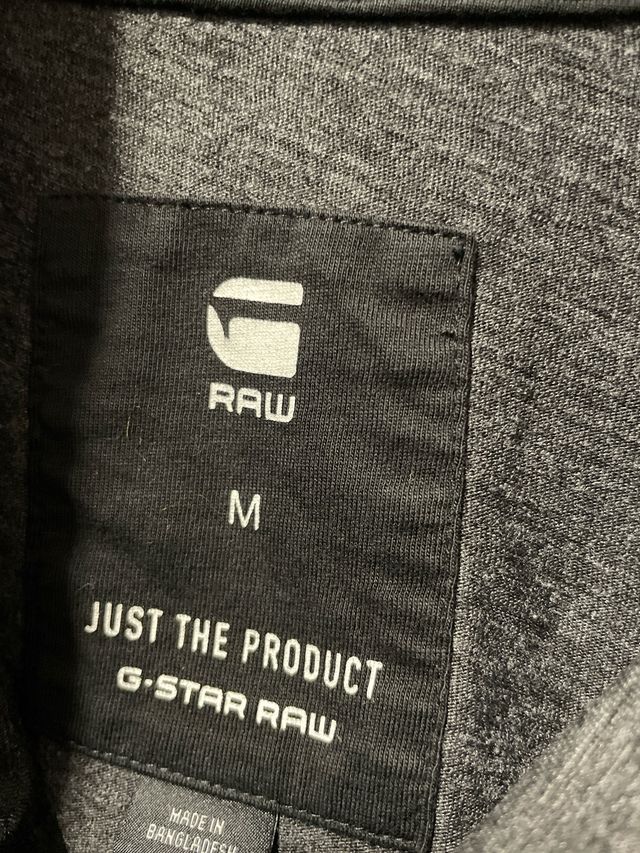 RAW
M
JUST THE PRODUCT
G-STAR RAW
MADE IN
BANGLADESH